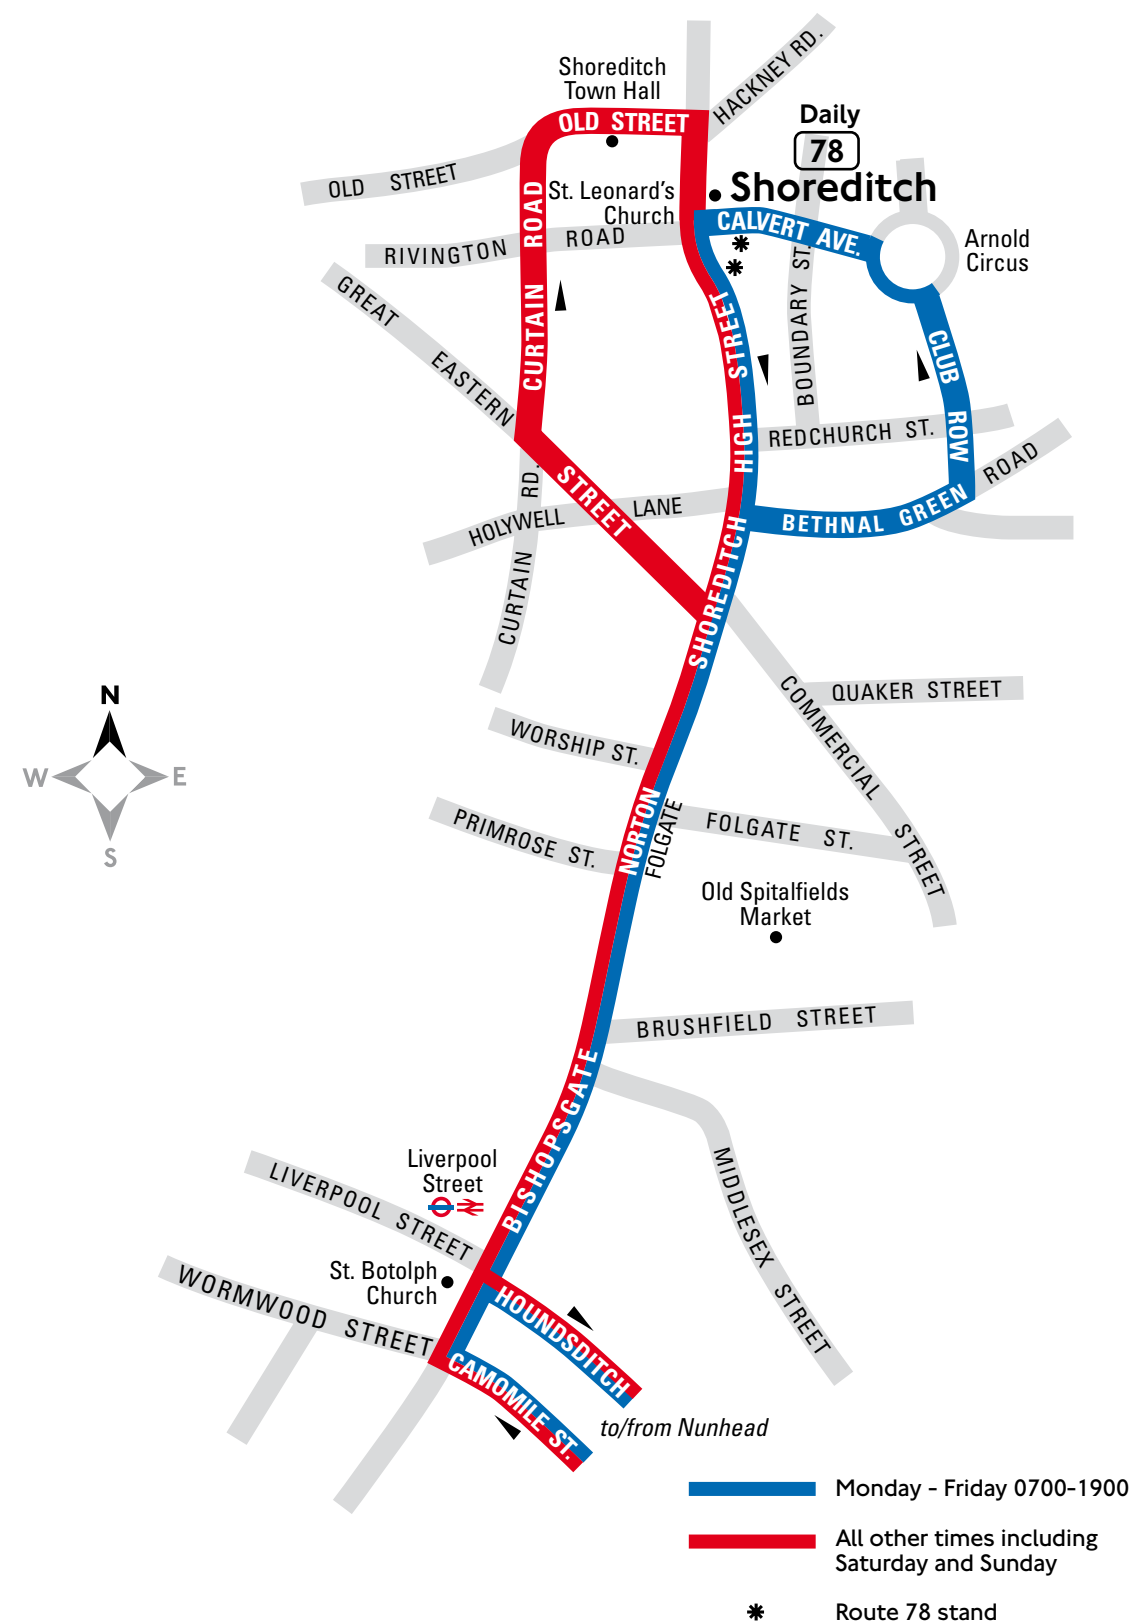 HACKNEY RD.
Shoreditch
Town Hall
Daily
78
OLD STREET
OLD STREET
Shoreditch
St. Leonard's
Church
CALVERT AVE.
Arnold
Circus
RIVINGTON ROAD
CURTAIN ROAD
GREAT EASTERN STREET
BOUNDARY ST.
CLUB ROW
SHOREDITCH HIGH STREET
REDCHURCH ST.
BETHNAL GREEN ROAD
HOLYWELL LANE
CURTAIN RD.
QUAKER STREET
COMMERCIAL STREET
N
W
E
S
WORSHIP ST.
NORTON
FOLGATE
FOLGATE ST.
PRIMROSE ST.
Old Spitalfields
Market
BRUSHFIELD STREET
BISHOPSGATE
MIDDLESEX STREET
Liverpool
Street
LIVERPOOL STREET
St. Botolph
Church
WORMWOOD STREET
HOUNDSDITCH
CAMOMILE ST.
to/from Nunhead
Monday - Friday 0700-1900
All other times including
Saturday and Sunday
Route 78 stand